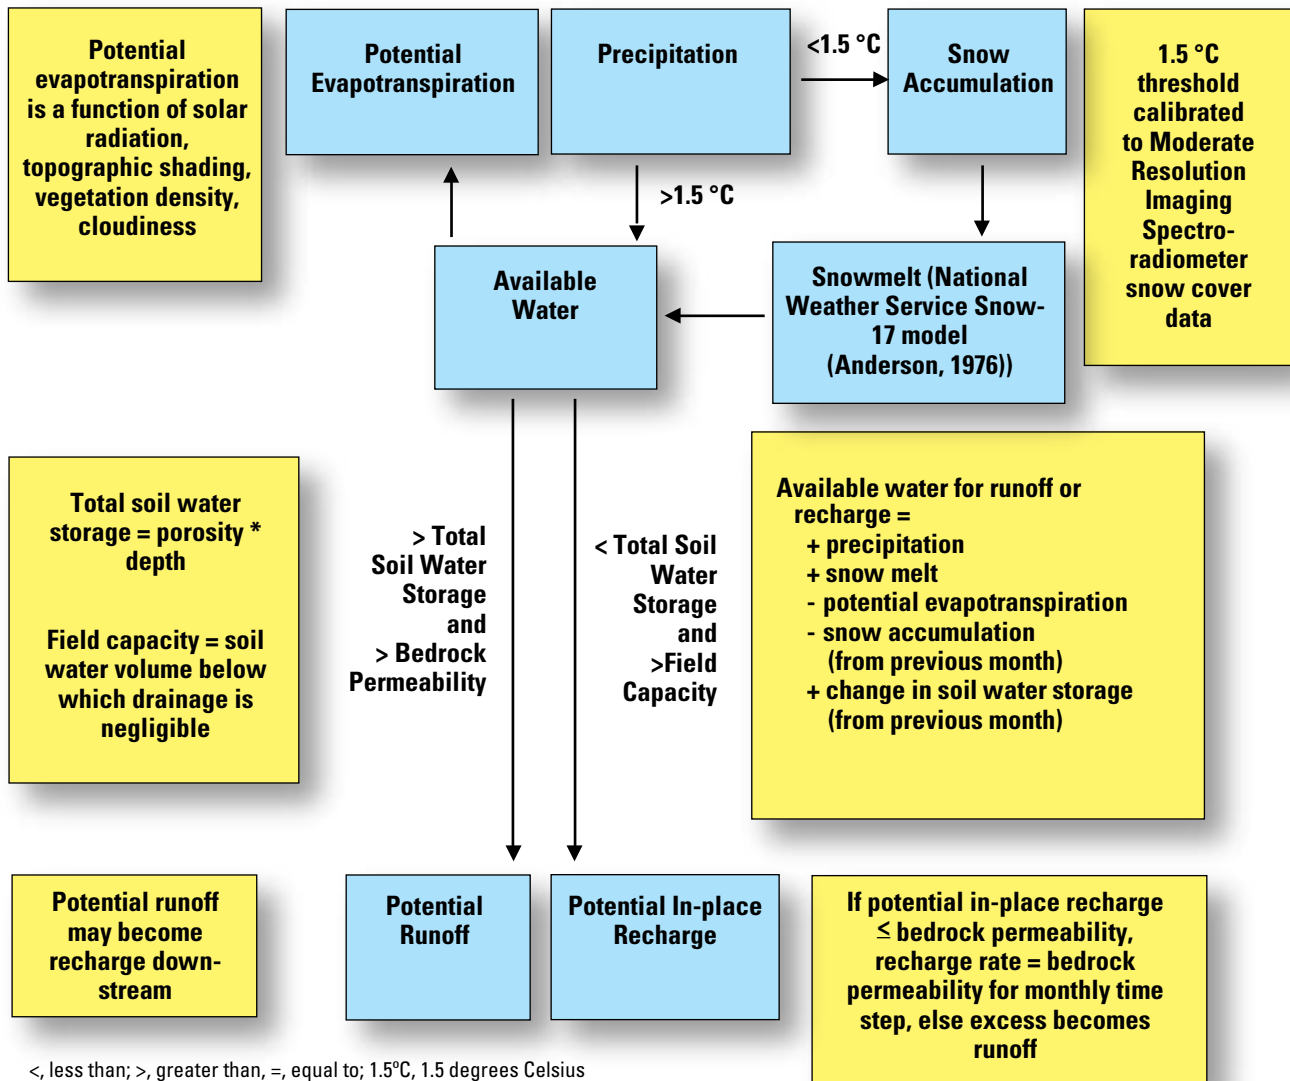 Potential
evapotranspiration
is a function of solar
radiation,
topographic shading,
vegetation density,
cloudiness
Potential
Evapotranspiration
Precipitation
<1.5 °C
Snow
Accumulation
1.5 °C
threshold
calibrated
to Moderate
Resolution
Imaging
Spectro-
radiometer
snow cover
data
>1.5 °C
Available
Water
Snowmelt (National
Weather Service Snow-
17 model
(Anderson, 1976))
Total soil water
storage = porosity *
depth
Field capacity = soil
water volume below
which drainage is
negligible
> Total
Soil Water
Storage
and
> Bedrock
Permeability
< Total Soil
Water
Storage
and
>Field
Capacity
Available water for runoff or
recharge =
+ precipitation
+ snow melt
- potential evapotranspiration
- snow accumulation
(from previous month)
+ change in soil water storage
(from previous month)
Potential runoff
may become
recharge down-
stream
Potential
Runoff
Potential In-place
Recharge
If potential in-place recharge
≤ bedrock permeability,
recharge rate = bedrock
permeability for monthly time
step, else excess becomes
runoff
<, less than; >, greater than, =, equal to; 1.5ºC, 1.5 degrees Celsius